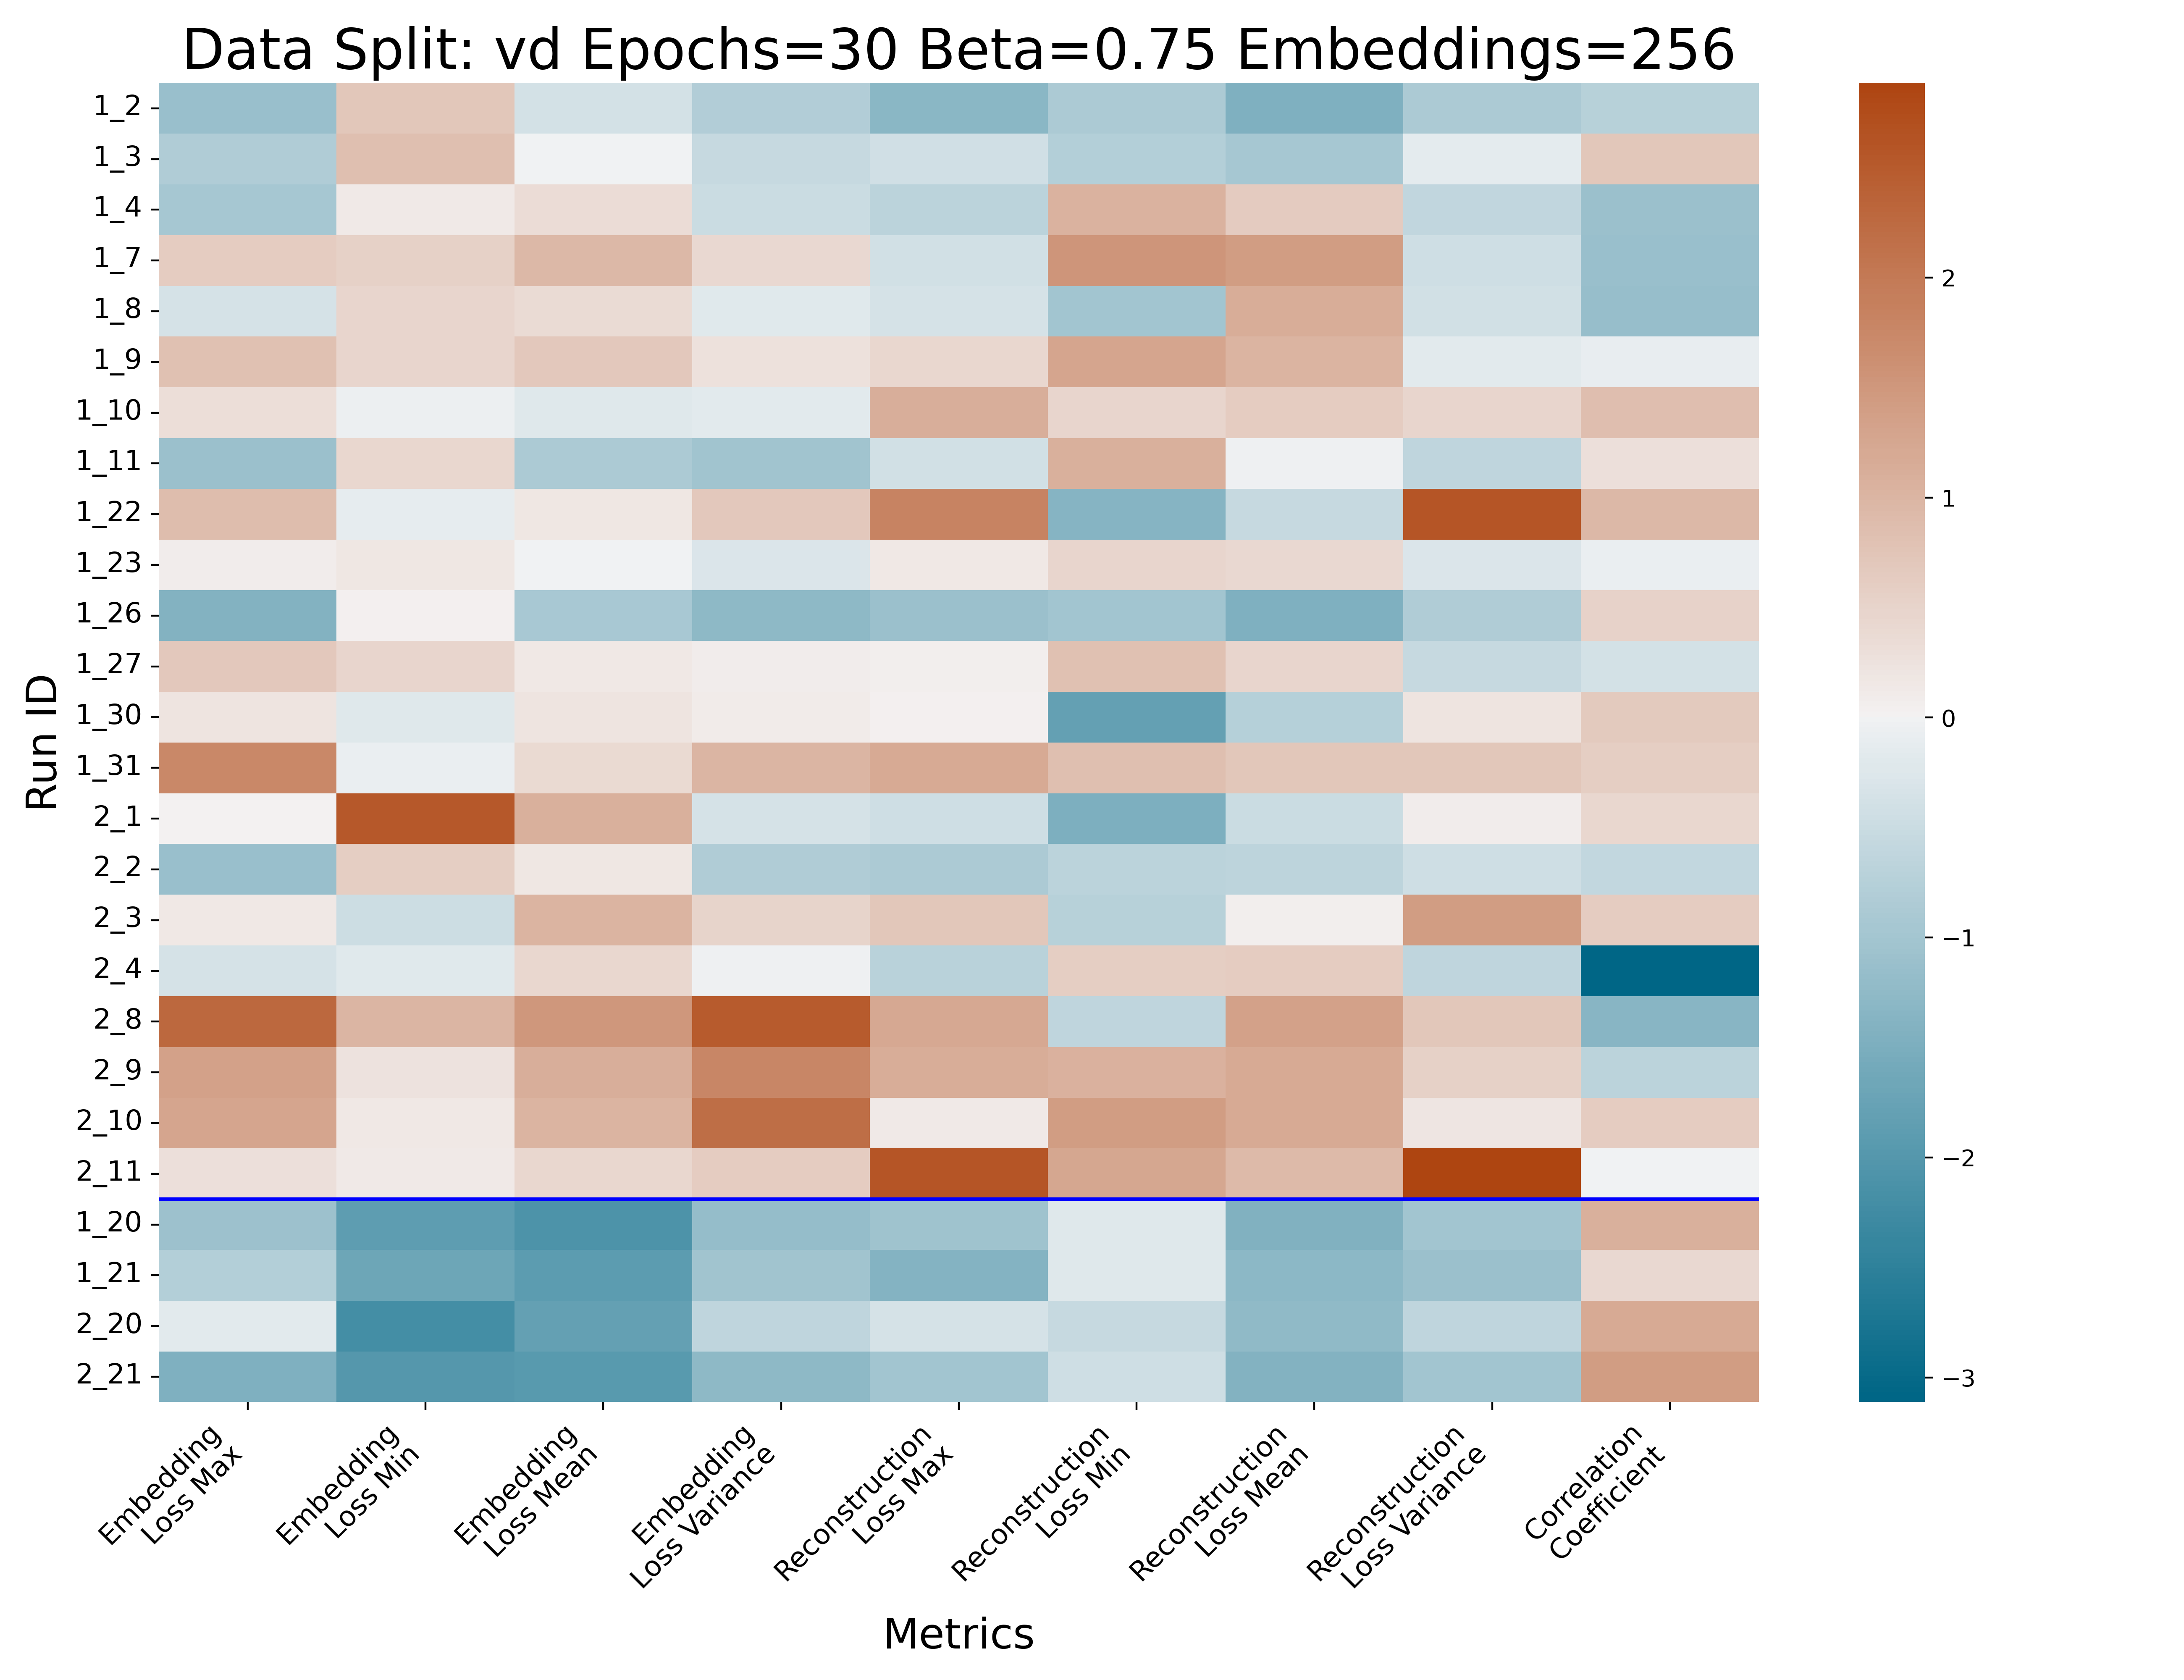 Data Split: vd Epochs=30 Beta=0.75 Embeddings=256
Run ID
1_2
1_3
1_4
1_7
1_8
1_9
1_10
1_11
1_22
1_23
1_26
1_27
1_30
1_31
2_1
2_2
2_3
2_4
2_8
2_9
2_10
2_11
1_20
1_21
2_20
2_21
Embedding
Loss Max
Embedding
Loss Min
Embedding
Loss Mean
Embedding
Loss Variance
Reconstruction
Loss Max
Reconstruction
Loss Min
Reconstruction
Loss Mean
Reconstruction
Loss Variance
Correlation
Coefficient
Metrics
2
1
0
−1
−2
−3